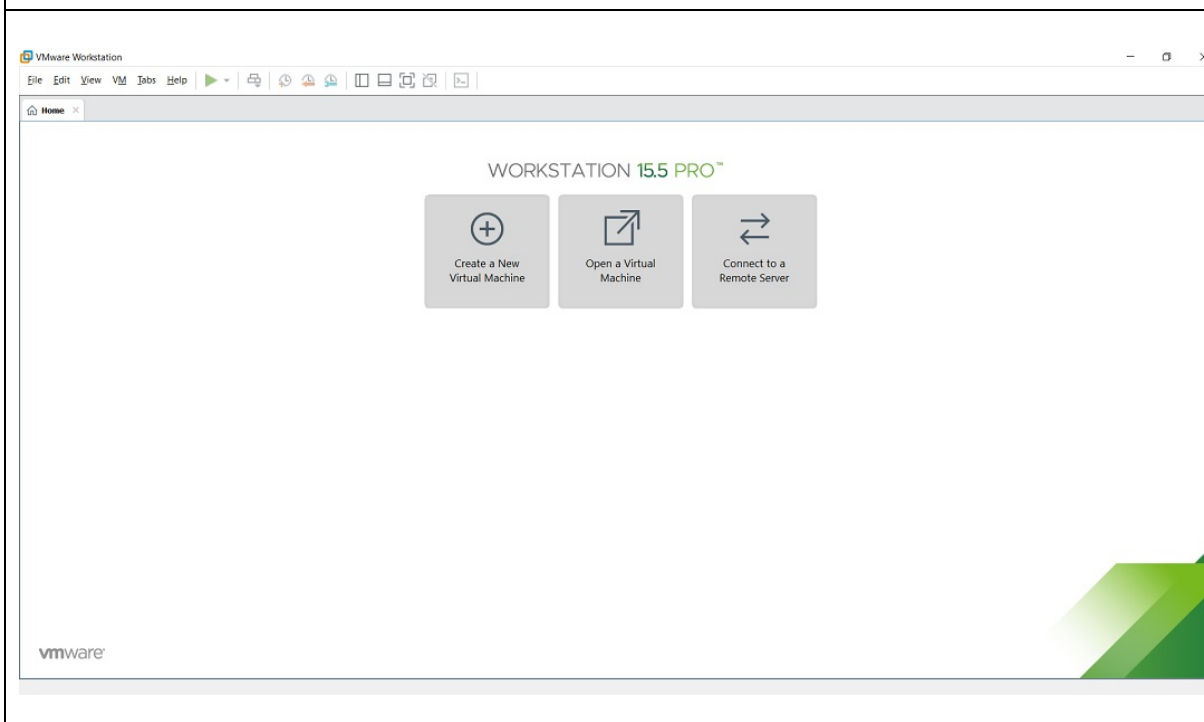 VMware Workstation
File Edit View VM Tabs Help
Home
WORKSTATION 15.5 PRO™
Create a New
Virtual Machine
Open a Virtual
Machine
Connect to a
Remote Server
vmware®